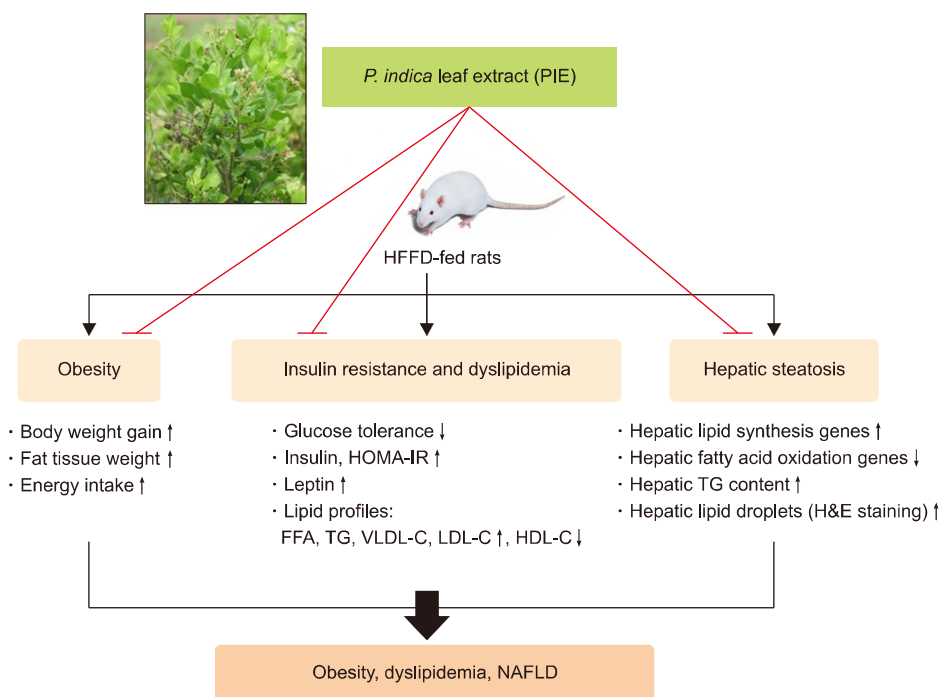 P. indica leaf extract (PIE)
HFFD-fed rats
Obesity
· Body weight gain ↑
· Fat tissue weight ↑
· Energy intake ↑
Insulin resistance and dyslipidemia
· Glucose tolerance ↓
· Insulin, HOMA-IR ↑
· Leptin ↑
· Lipid profiles:
FFA, TG, VLDL-C, LDL-C ↑, HDL-C ↓
Hepatic steatosis
· Hepatic lipid synthesis genes ↑
· Hepatic fatty acid oxidation genes ↓
· Hepatic TG content ↑
· Hepatic lipid droplets (H&E staining) ↑
Obesity, dyslipidemia, NAFLD